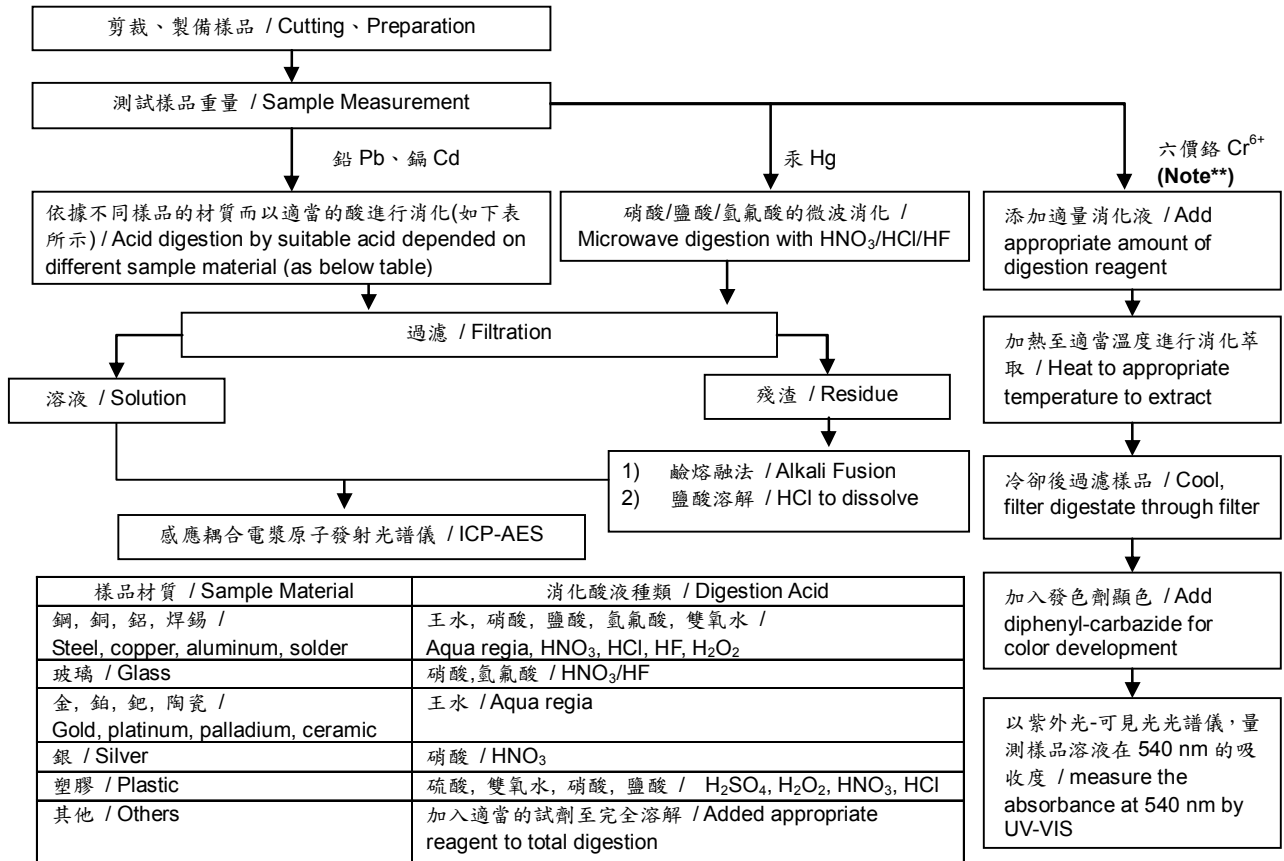 剪裁、製備樣品 / Cutting、Preparation
測試樣品重量 / Sample Measurement
鉛 Pb、鎘 Cd
汞 Hg
六價鉻 Cr⁶⁺
(Note**)
依據不同樣品的材質而以適當的酸進行消化(如下表
所示) / Acid digestion by suitable acid depended on
different sample material (as below table)
硝酸/鹽酸/氫氟酸的微波消化 /
Microwave digestion with HNO₃/HCl/HF
添加適量消化液 / Add
appropriate amount of
digestion reagent
過濾 / Filtration
加熱至適當溫度進行消化萃
取 / Heat to appropriate
temperature to extract
溶液 / Solution
殘渣 / Residue
1) 鹼熔融法 / Alkali Fusion
2) 鹽酸溶解 / HCl to dissolve
冷卻後過濾樣品 / Cool,
filter digestate through filter
感應耦合電漿原子發射光譜儀 / ICP-AES
加入發色劑顯色 / Add
diphenyl-carbazide for
color development
以紫外光-可見光光譜儀，量
測樣品溶液在 540 nm 的吸
收度 / measure the
absorbance at 540 nm by
UV-VIS
樣品材質 / Sample Material 消化酸液種類 / Digestion Acid
鋼, 銅, 鋁, 焊錫 / 王水, 硝酸, 鹽酸, 氫氟酸, 雙氧水 /
Steel, copper, aluminum, solder Aqua regia, HNO₃, HCl, HF, H₂O₂
玻璃 / Glass 硝酸,氫氟酸 / HNO₃/HF
金, 鉑, 鈀, 陶瓷 / 王水 / Aqua regia
Gold, platinum, palladium, ceramic
銀 / Silver 硝酸 / HNO₃
塑膠 / Plastic 硫酸, 雙氧水, 硝酸, 鹽酸 / H₂SO₄, H₂O₂, HNO₃, HCl
其他 / Others 加入適當的試劑至完全溶解 / Added appropriate
reagent to total digestion